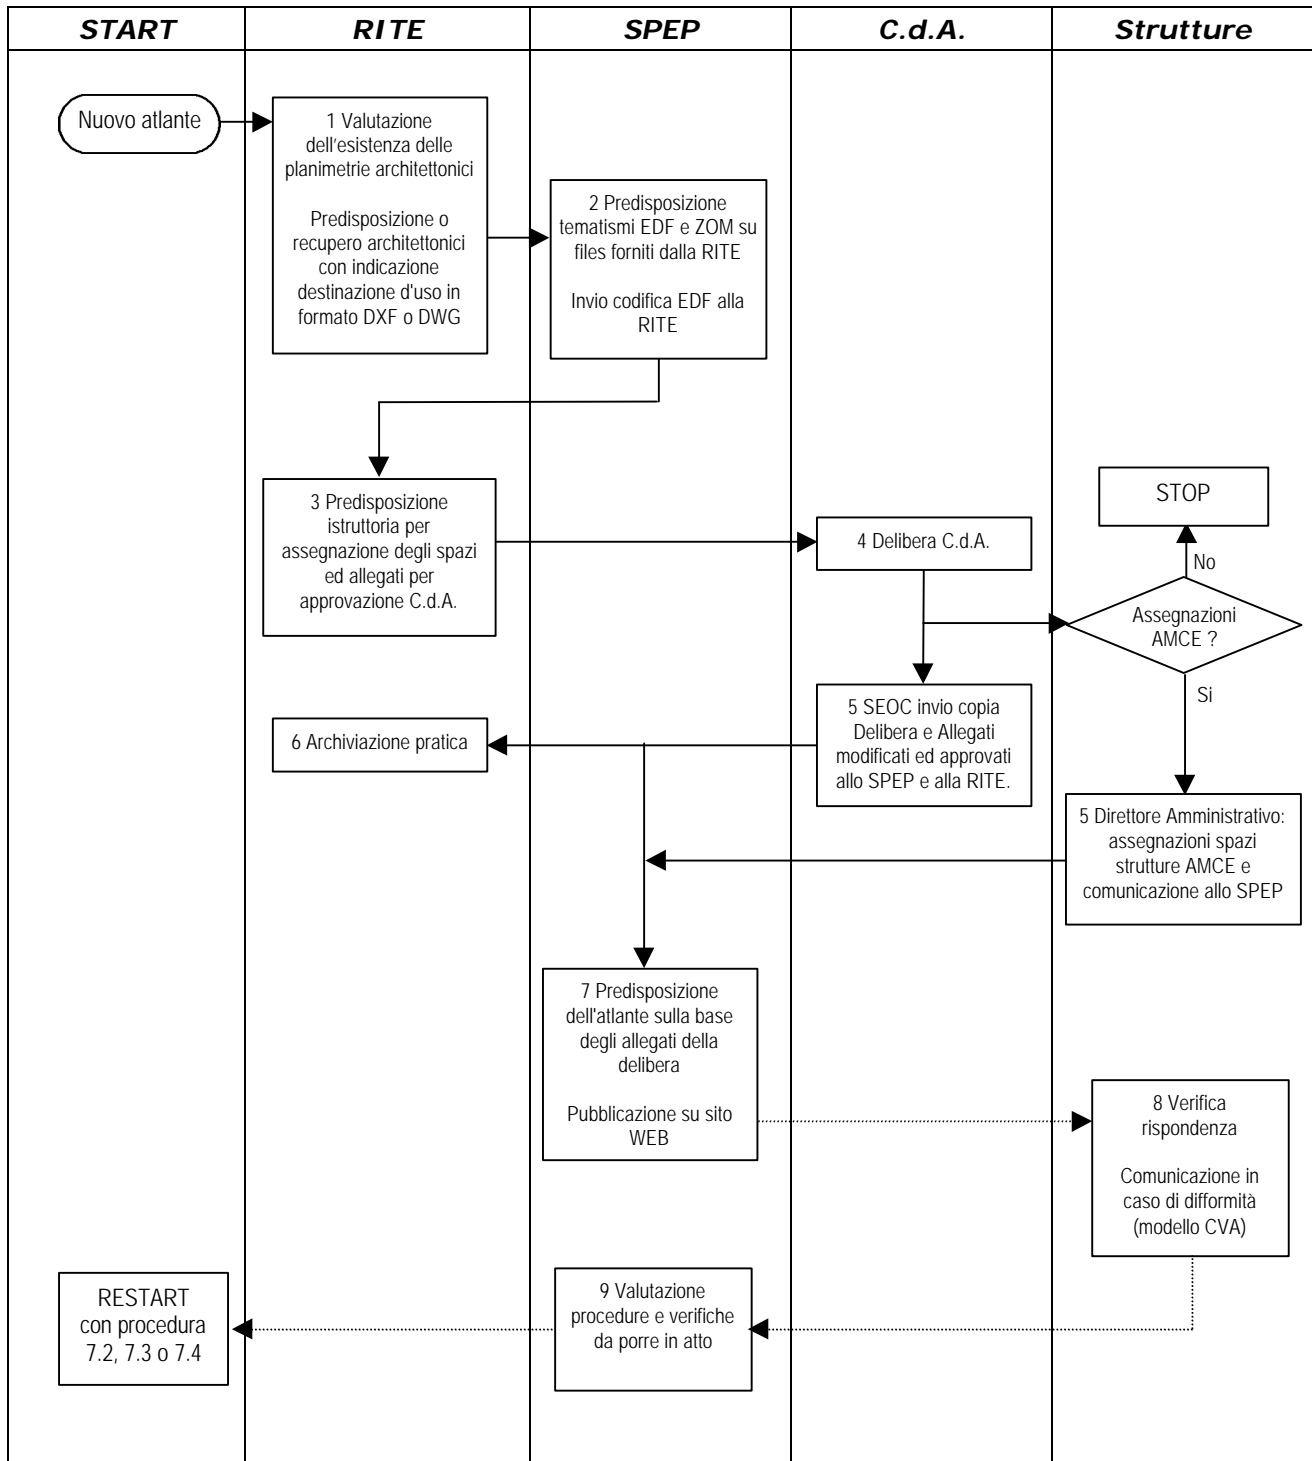 START
RITE
SPEP
C.d.A.
Strutture
Nuovo atlante
1 Valutazione
dell'esistenza delle
planimetrie architettonici
Predisposizione o
recupero architettonici
con indicazione
destinazione d'uso in
formato DXF o DWG
2 Predisposizione
tematismi EDF e ZOM su
files forniti dalla RITE
Invio codifica EDF alla
RITE
3 Predisposizione
istruttoria per
assegnazione degli spazi
ed allegati per
approvazione C.d.A.
4 Delibera C.d.A.
STOP
No
Assegnazioni
AMCE ?
Si
5 SEOC invio copia
Delibera e Allegati
modificati ed approvati
allo SPEP e alla RITE.
6 Archiviazione pratica
5 Direttore Amministrativo:
assegnazioni spazi
strutture AMCE e
comunicazione allo SPEP
7 Predisposizione
dell'atlante sulla base
degli allegati della
delibera
Pubblicazione su sito
WEB
8 Verifica
rispondenza
Comunicazione in
caso di difformità
(modello CVA)
9 Valutazione
procedure e verifiche
da porre in atto
RESTART
con procedura
7.2, 7.3 o 7.4